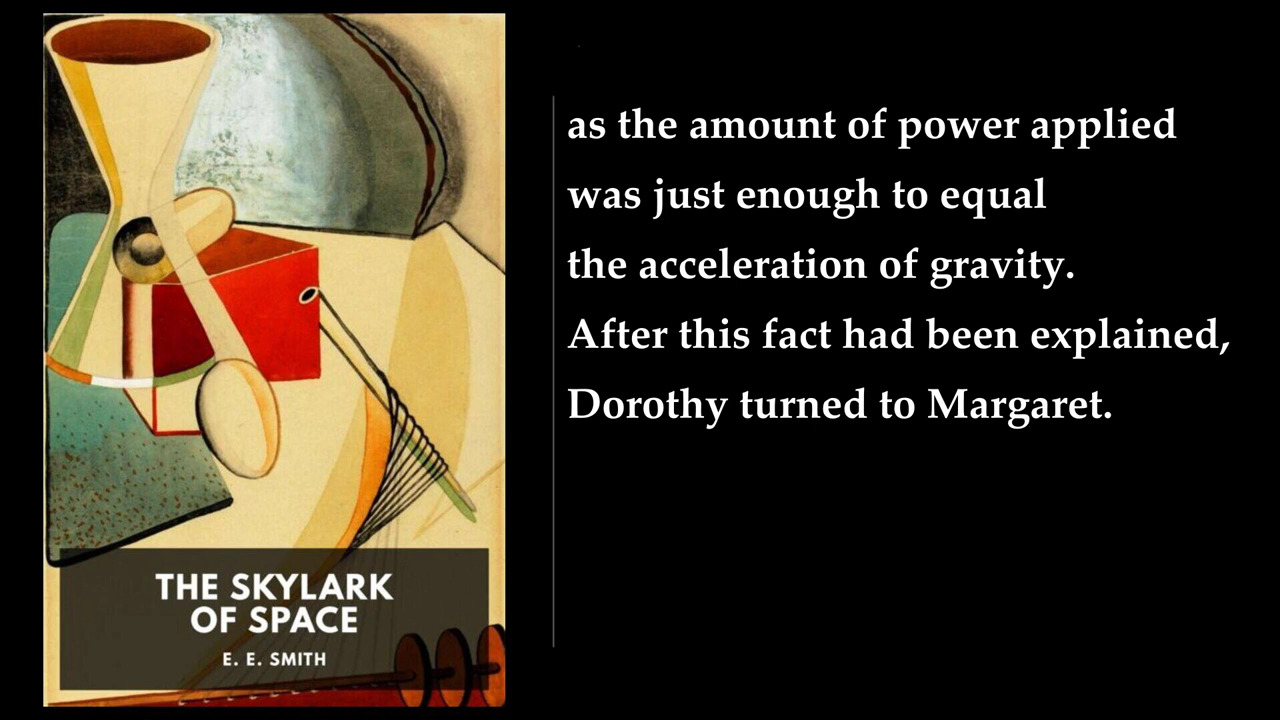 THE SKYLARK
OF SPACE
E. E. SMITH
as the amount of power applied
was just enough to equal
the acceleration of gravity.
After this fact had been explained,
Dorothy turned to Margaret.